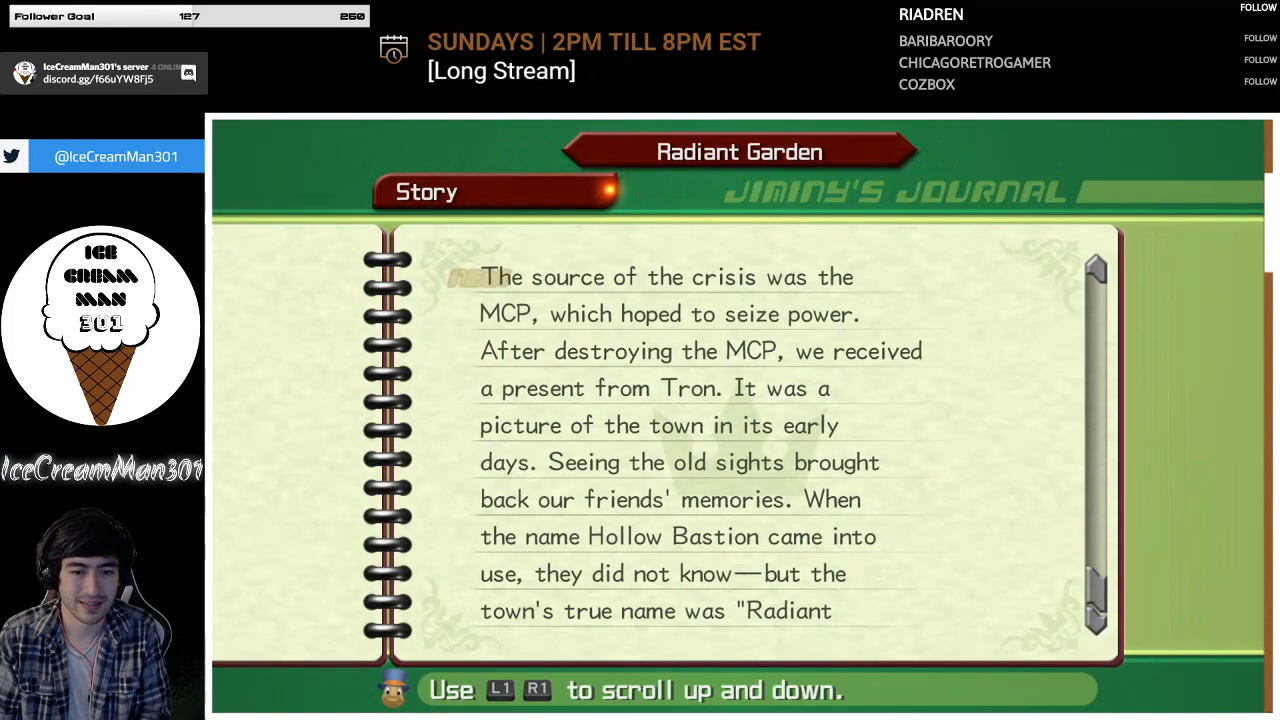 Follower Goal 127 250
IceCreamMan301's server 4 ONLIN
discord.gg/f66uYW8Fj5
@IceCreamMan301
ICE
CREAM
MAN
301
IceCreamMan301
SUNDAYS | 2PM TILL 8PM EST
[Long Stream]
FOLLOW
RIADREN
BARIBAROORY FOLLOW
CHICAGORETROGAMER FOLLOW
COZBOX FOLLOW
Radiant Garden
Story
JIMINY'S JOURNAL
The source of the crisis was the
MCP, which hoped to seize power.
After destroying the MCP, we received
a present from Tron. It was a
picture of the town in its early
days. Seeing the old sights brought
back our friends' memories. When
the name Hollow Bastion came into
use, they did not know—but the
town's true name was "Radiant
Use L1 R1 to scroll up and down.